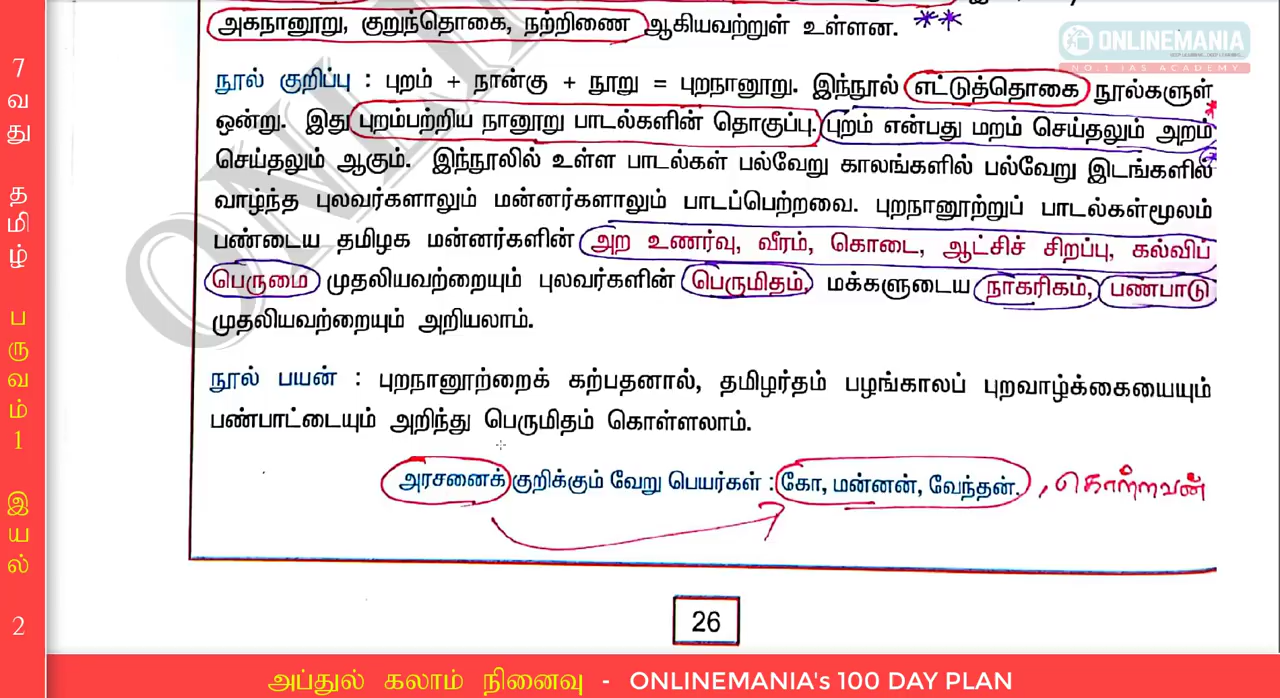 அகநானூறு, குறுந்தொகை, நற்றிணை ஆகியவற்றுள் உள்ளன. **
ONLINEMANIA
NO.1 IAS ACADEMY
நூல் குறிப்பு : புறம் + நான்கு + நூறு = புறநானூறு. இந்நூல் எட்டுத்தொகை நூல்களுள்
ஒன்று. இது புறம்பற்றிய நானூறு பாடல்களின் தொகுப்பு. புறம் என்பது மறம் செய்தலும் அறம்
செய்தலும் ஆகும். இந்நூலில் உள்ள பாடல்கள் பல்வேறு காலங்களில் பல்வேறு இடங்களில்
வாழ்ந்த புலவர்களாலும் மன்னர்களாலும் பாடப்பெற்றவை. புறநானூற்றுப் பாடல்கள்மூலம்
பண்டைய தமிழக மன்னர்களின் அற உணர்வு, வீரம், கொடை, ஆட்சிச் சிறப்பு, கல்விப்
பெருமை முதலியவற்றையும் புலவர்களின் பெருமிதம், மக்களுடைய நாகரிகம், பண்பாடு
முதலியவற்றையும் அறியலாம்.
நூல் பயன் : புறநானூற்றைக் கற்பதனால், தமிழர்தம் பழங்காலப் புறவாழ்க்கையையும்
பண்பாட்டையும் அறிந்து பெருமிதம் கொள்ளலாம்.
அரசனைக் குறிக்கும் வேறு பெயர்கள் : கோ, மன்னன், வேந்தன். , கொற்றவன்
26
7வது தமிழ் பருவம் 1 இயல் 2
அப்துல் கலாம் நினைவு - ONLINEMANIA's 100 DAY PLAN